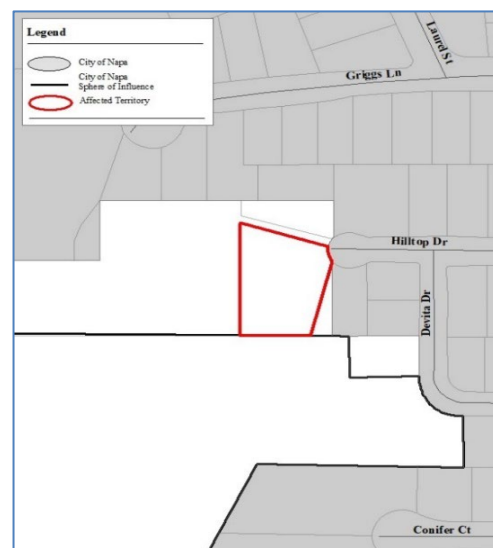 Legend
City of Napa
City of Napa
Sphere of Influence
Affected Territory
Laurel St
Griggs Ln
Hilltop Dr
Devita Dr
Conifer Ct